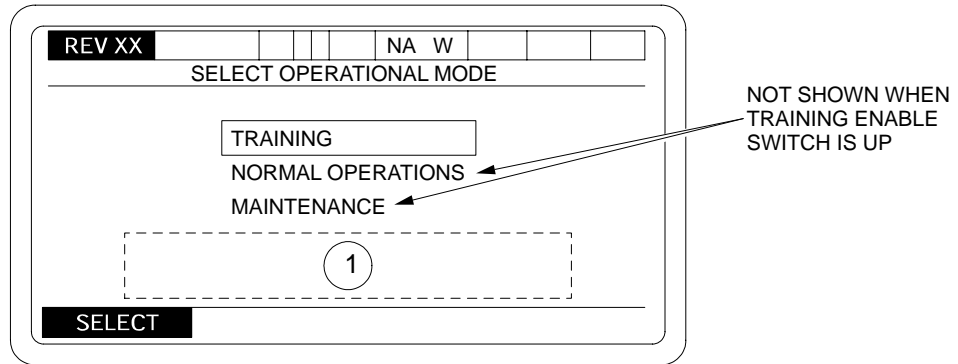 REV XX NA W
SELECT OPERATIONAL MODE
TRAINING
NORMAL OPERATIONS
MAINTENANCE
1
SELECT
NOT SHOWN WHEN
TRAINING ENABLE
SWITCH IS UP